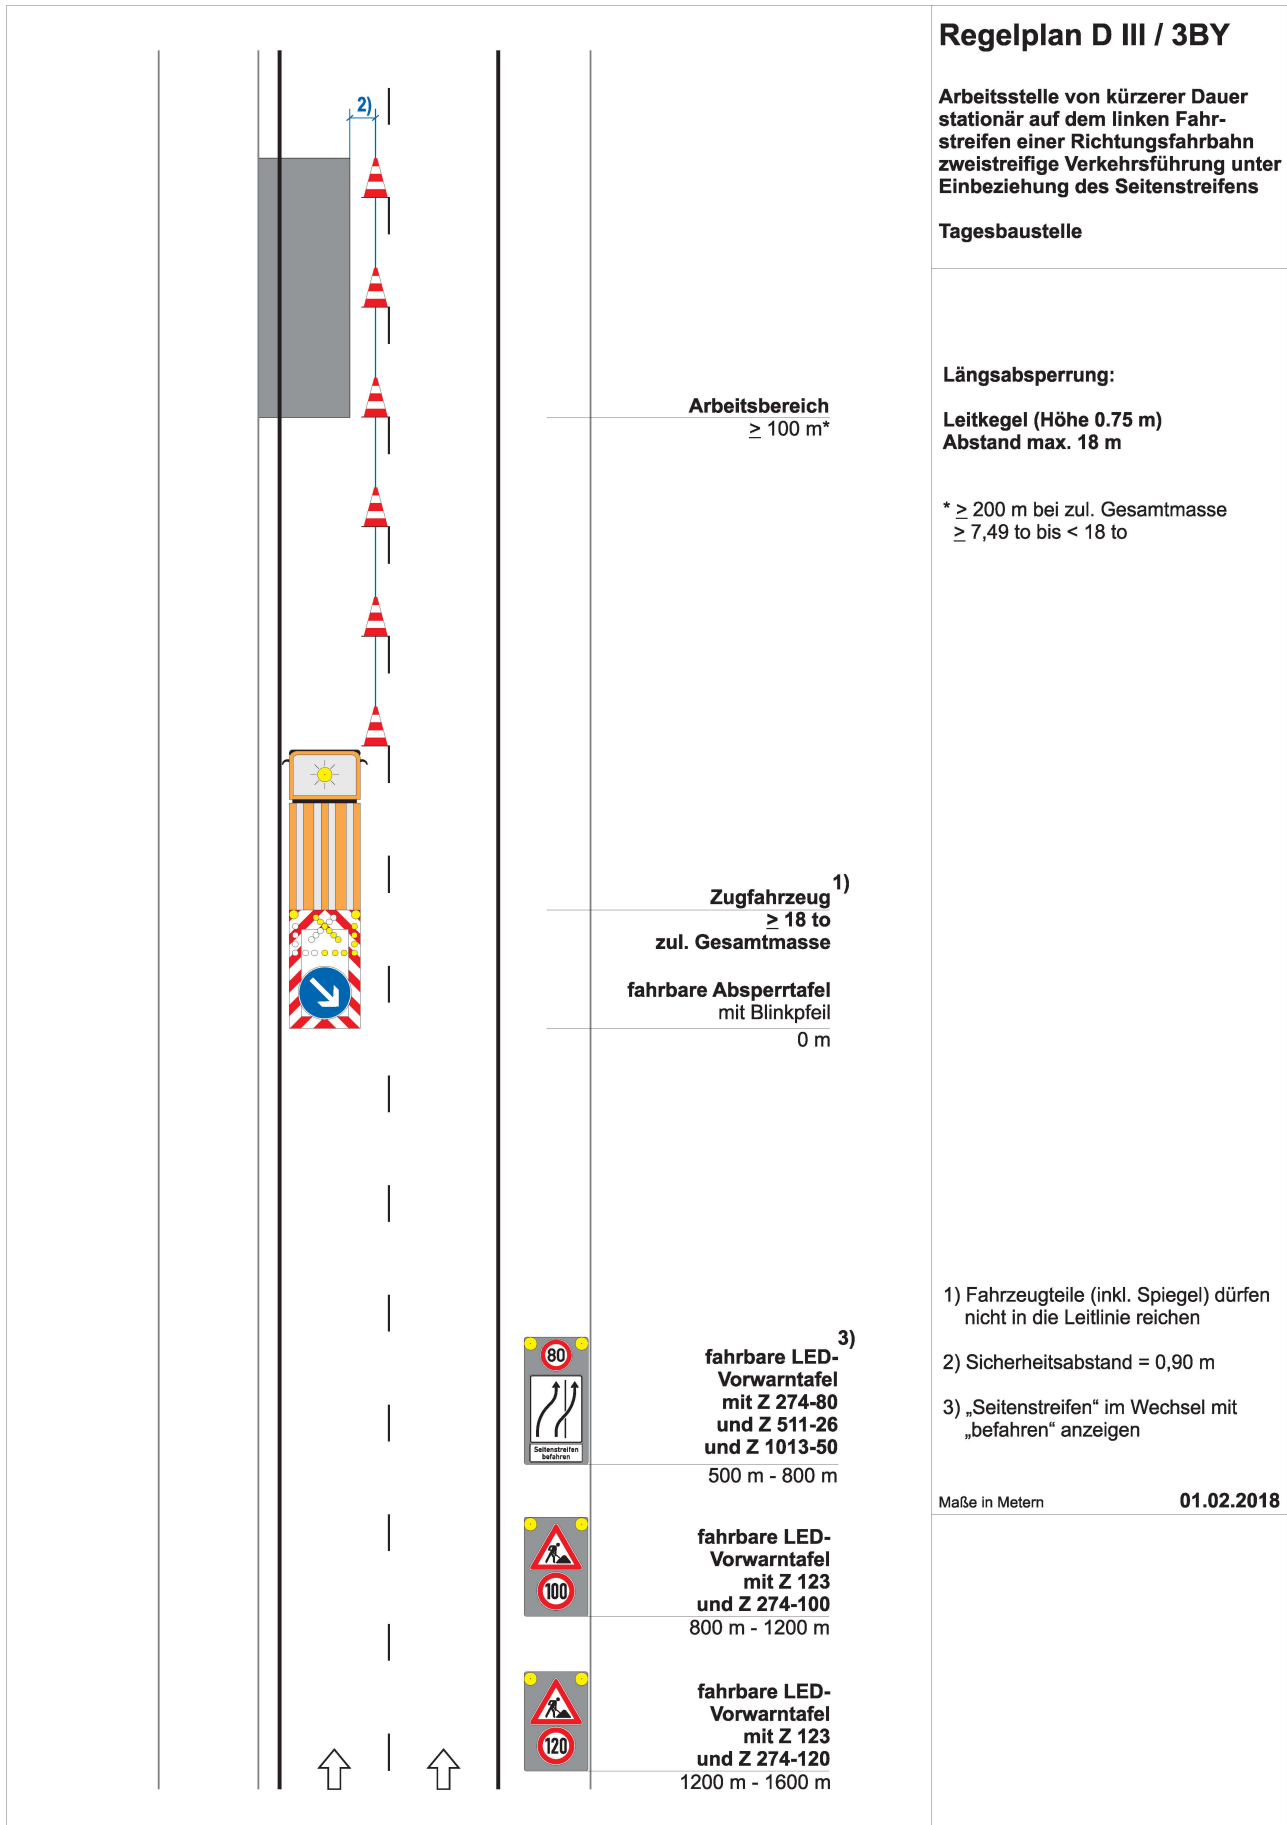 Regelplan D III / 3BY
Arbeitsstelle von kürzerer Dauer
stationär auf dem linken Fahr-
streifen einer Richtungsfahrbahn
zweistreifige Verkehrsführung unter
Einbeziehung des Seitenstreifens
Tagesbaustelle
2)
Längsabsperrung:
Leitkegel (Höhe 0.75 m)
Abstand max. 18 m
* ≥ 200 m bei zul. Gesamtmasse
≥ 7,49 to bis < 18 to
Arbeitsbereich
≥ 100 m*
Zugfahrzeug 1)
≥ 18 to
zul. Gesamtmasse
fahrbare Absperrtafel
mit Blinkpfeil
0 m
80
Seitenstreifen
befahren
fahrbare LED- 3)
Vorwarntafel
mit Z 274-80
und Z 511-26
und Z 1013-50
500 m - 800 m
100
fahrbare LED-
Vorwarntafel
mit Z 123
und Z 274-100
800 m - 1200 m
120
fahrbare LED-
Vorwarntafel
mit Z 123
und Z 274-120
1200 m - 1600 m
1) Fahrzeugteile (inkl. Spiegel) dürfen
nicht in die Leitlinie reichen
2) Sicherheitsabstand = 0,90 m
3) „Seitenstreifen“ im Wechsel mit
„befahren“ anzeigen
Maße in Metern 01.02.2018